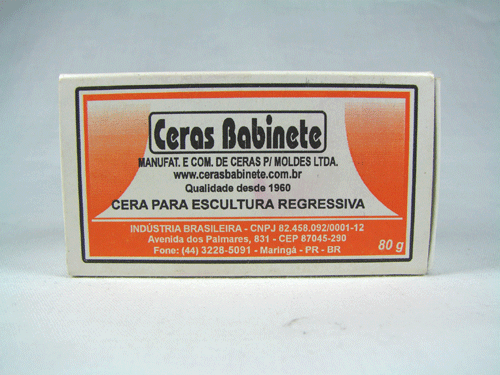 Ceras Babinete
MANUFAT. E COM. DE CERAS P/ MOLDES LTDA.
www.cerasbabinete.com.br
Qualidade desde 1960
CERA PARA ESCULTURA REGRESSIVA
INDÚSTRIA BRASILEIRA - CNPJ 82.458.092/0001-12
Avenida dos Palmares, 831 - CEP 87045-290
Fone: (44) 3228-5091 - Maringá - PR - BR
80 g